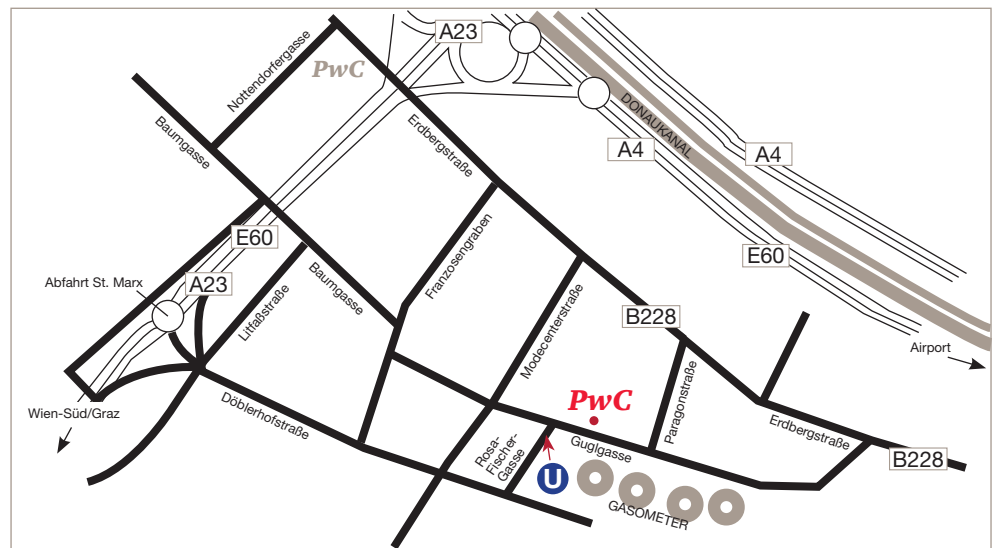 A23
PwC
Nottendorfergasse
Baumgasse
Erdbergstraße
DONAUKANAL
A4
A4
E60
E60
Franzosengraben
Abfahrt St. Marx
A23
Litfaßstraße
Baumgasse
Modecenterstraße
B228
Airport
Paragonstraße
PwC
Wien-Süd/Graz
Döblerhofstraße
Erdbergstraße
Guglgasse
Rosa-
Fischer-
Gasse
B228
U
GASOMETER